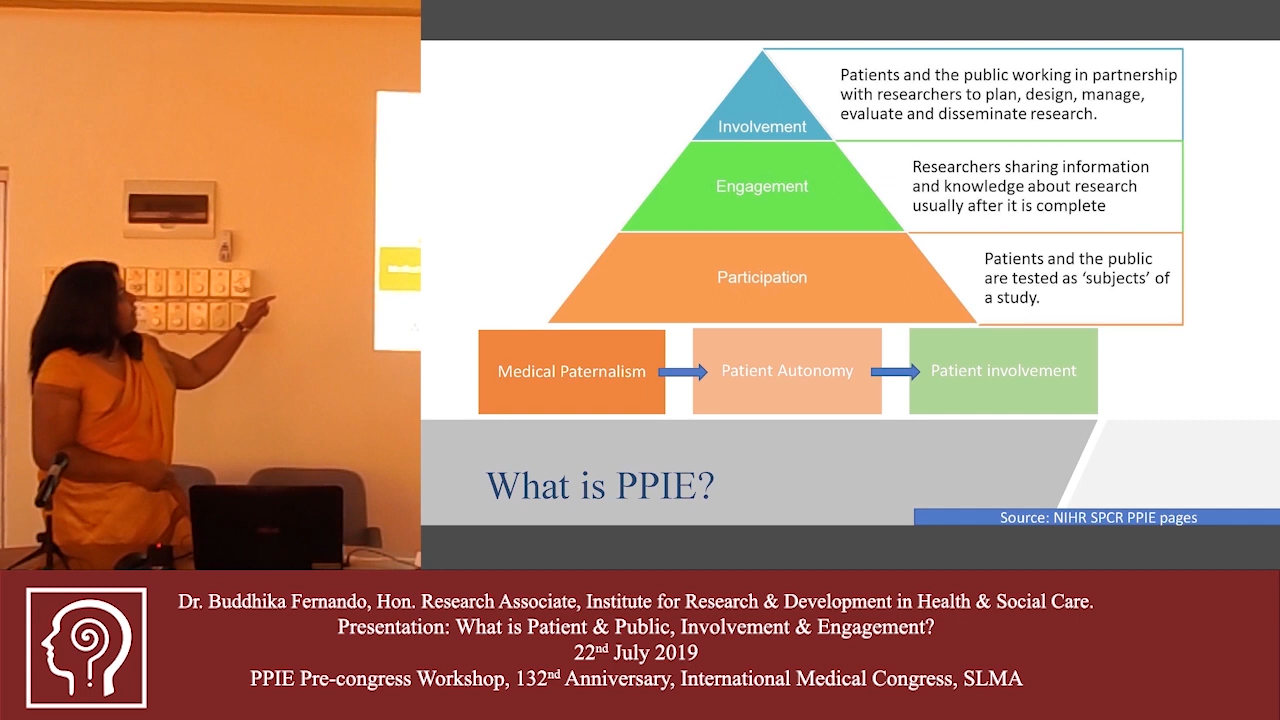 Involvement
Patients and the public working in partnership
with researchers to plan, design, manage,
evaluate and disseminate research.
Engagement
Researchers sharing information
and knowledge about research
usually after it is complete
Participation
Patients and the public
are tested as ‘subjects’ of
a study.
Medical Paternalism
Patient Autonomy
Patient involvement
What is PPIE?
Source: NIHR SPCR PPIE pages
Dr. Buddhika Fernando, Hon. Research Associate, Institute for Research & Development in Health & Social Care.
Presentation: What is Patient & Public, Involvement & Engagement?
22nd July 2019
PPIE Pre-congress Workshop, 132nd Anniversary, International Medical Congress, SLMA